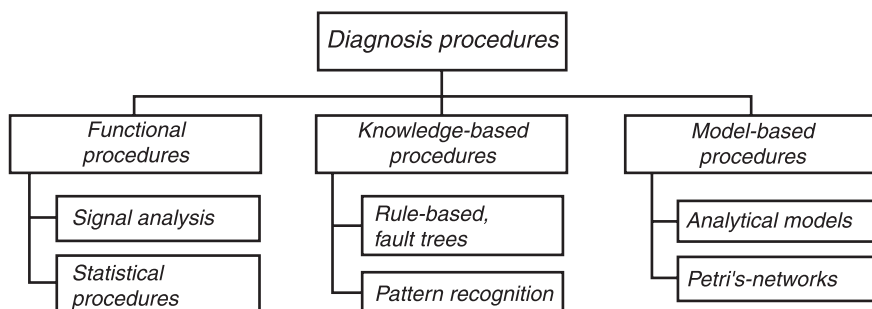 Diagnosis procedures
Functional
procedures
Knowledge-based
procedures
Model-based
procedures
Signal analysis
Statistical
procedures
Rule-based,
fault trees
Pattern recognition
Analytical models
Petri's-networks